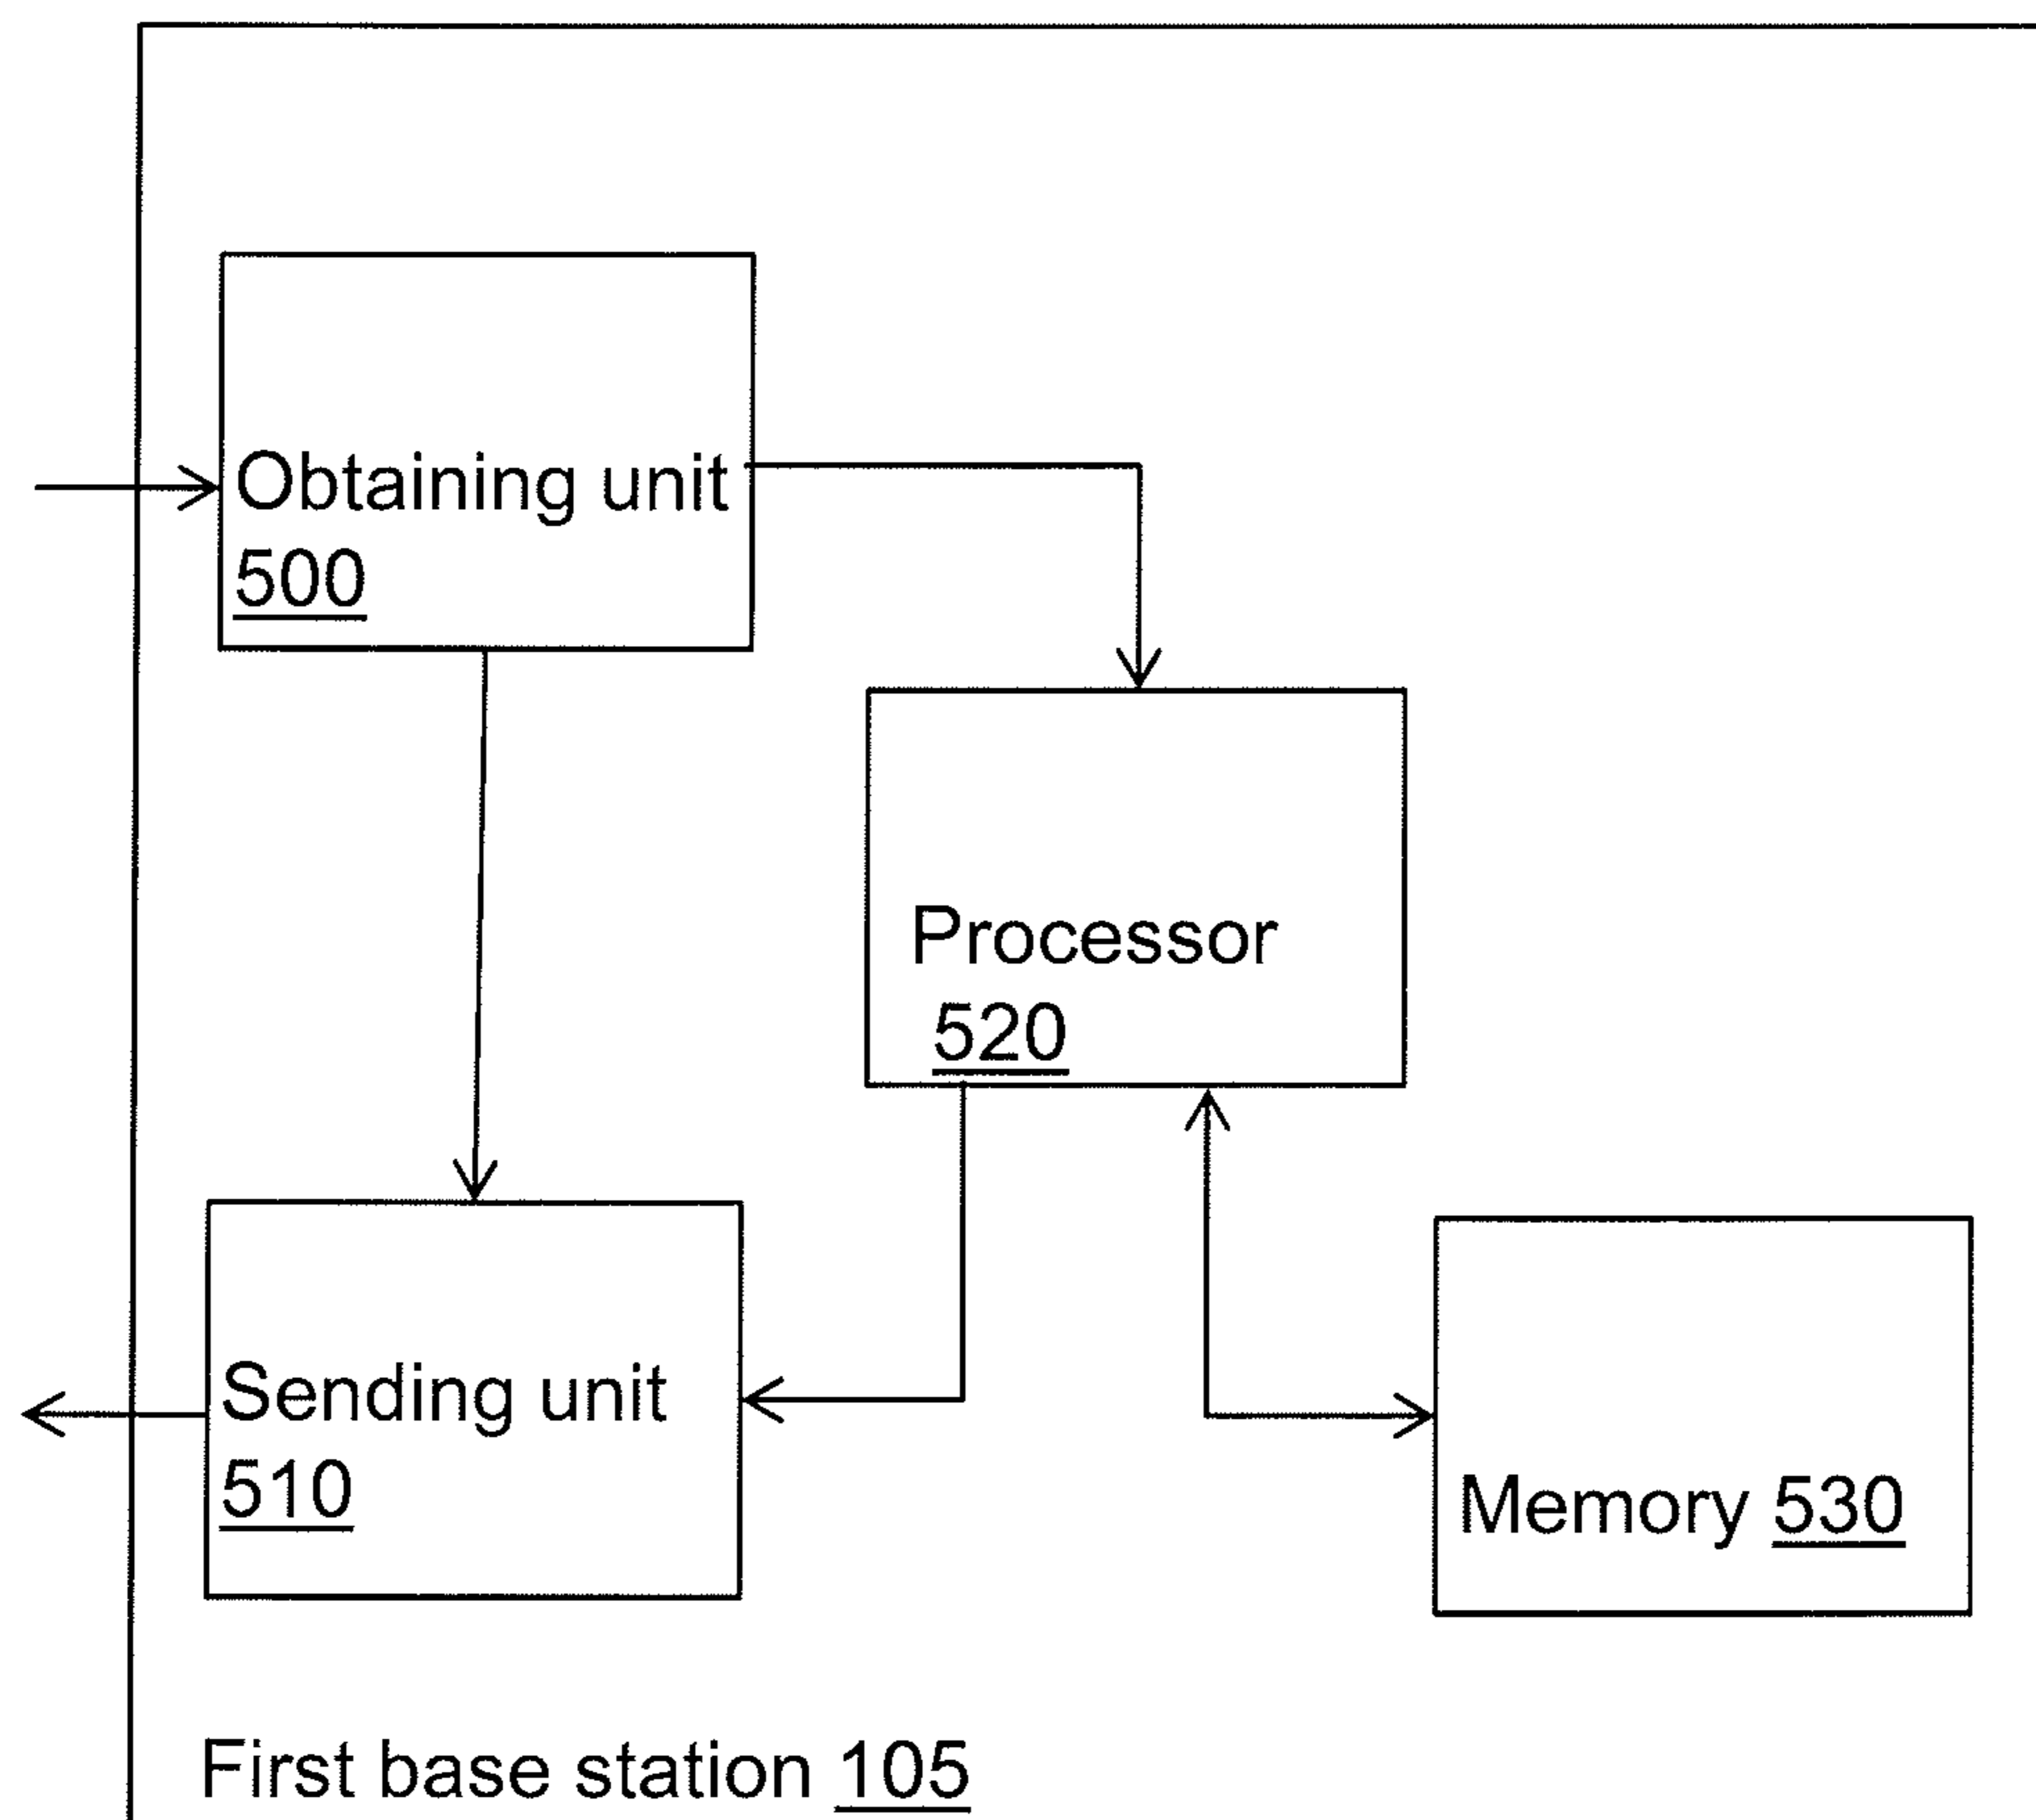 Obtaining unit
500
Processor
520
Sending unit
510
Memory 530
First base station 105